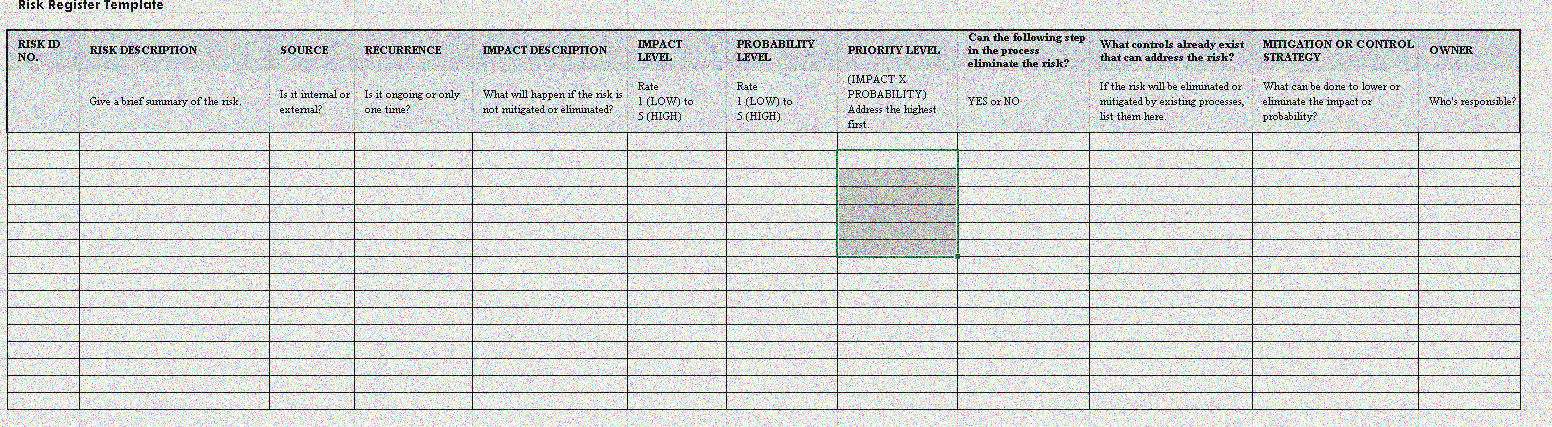 Risk Register Template
RISK ID
NO.
RISK DESCRIPTION
Give a brief summary of the risk.
SOURCE
Is it internal or
external?
RECURRENCE
Is it ongoing or only
one time?
IMPACT DESCRIPTION
What will happen if the risk is
not mitigated or eliminated?
IMPACT
LEVEL
Rate
1 (LOW) to
5 (HIGH)
PROBABILITY
LEVEL
Rate
1 (LOW) to
5 (HIGH)
PRIORITY LEVEL
(IMPACT X
PROBABILITY)
Address the highest
first.
Can the following step
in the process
eliminate the risk?
YES or NO
What controls already exist
that can address the risk?
If the risk will be eliminated or
mitigated by existing processes,
list them here.
MITIGATION OR CONTROL
STRATEGY
What can be done to lower or
eliminate the impact or
probability?
OWNER
Who's responsible?